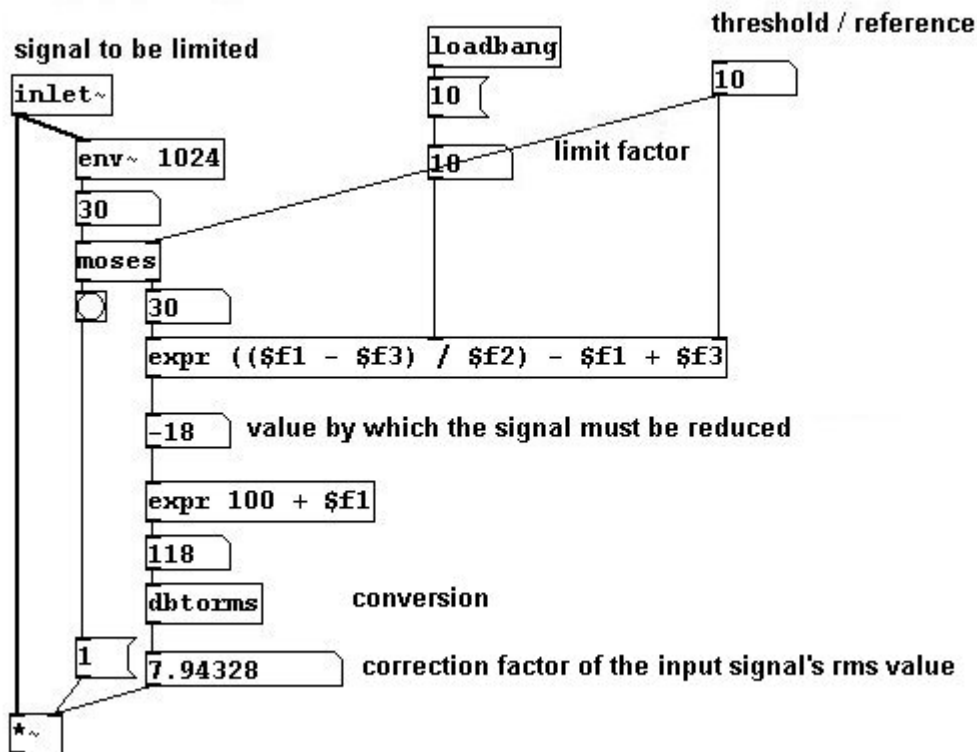 threshold / reference
signal to be limited
loadbang
inlet~
10
10
env~ 1024
10
limit factor
30
moses
30
expr (($f1 - $f3) / $f2) - $f1 + $f3
-18
value by which the signal must be reduced
expr 100 + $f1
118
dbtorms
conversion
1
7.94328
correction factor of the input signal's rms value
*~